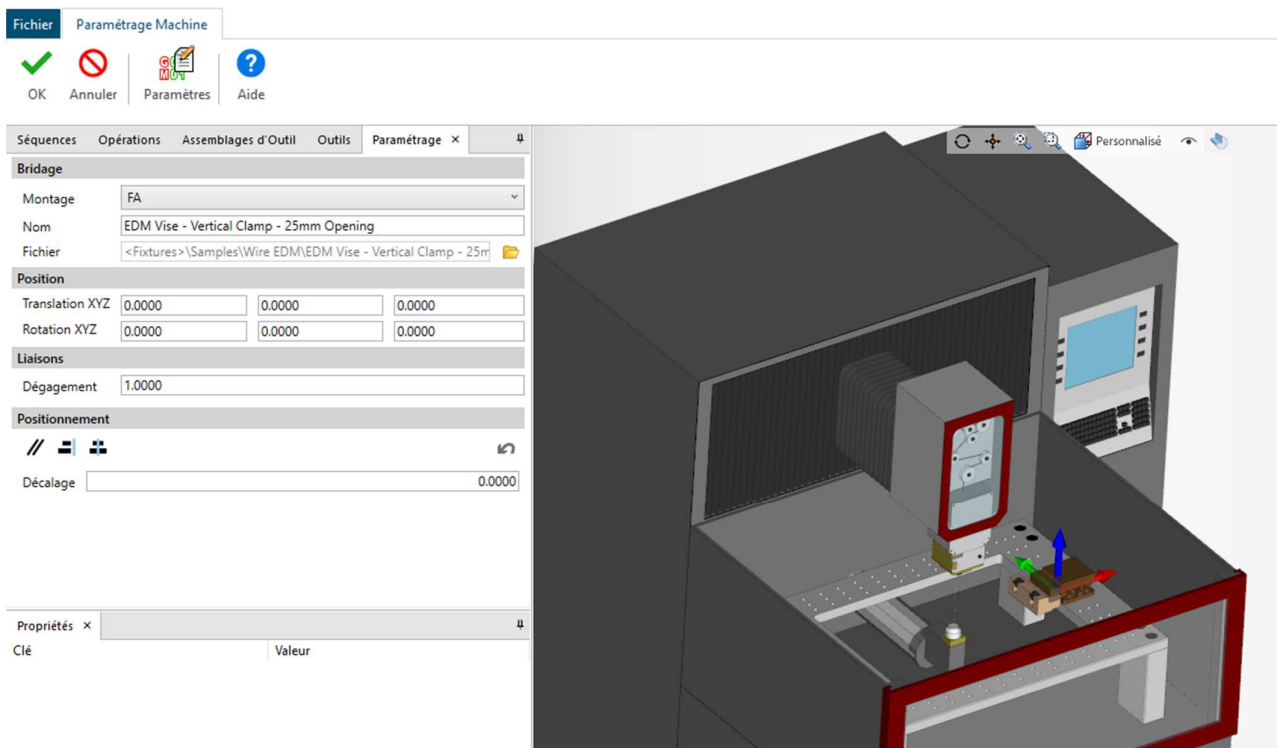 Fichier Paramétrage Machine
OK Annuler Paramètres Aide
Séquences Opérations Assemblages d'Outil Outils Paramétrage ×
Personnalisé
Bridage
Montage FA
Nom EDM Vise - Vertical Clamp - 25mm Opening
Fichier <Fixtures>\Samples\Wire EDM\EDM Vise - Vertical Clamp - 25m
Position
Translation XYZ 0.0000 0.0000 0.0000
Rotation XYZ 0.0000 0.0000 0.0000
Liaisons
Dégagement 1.0000
Positionnement
Décalage 0.0000
Propriétés ×
Clé Valeur